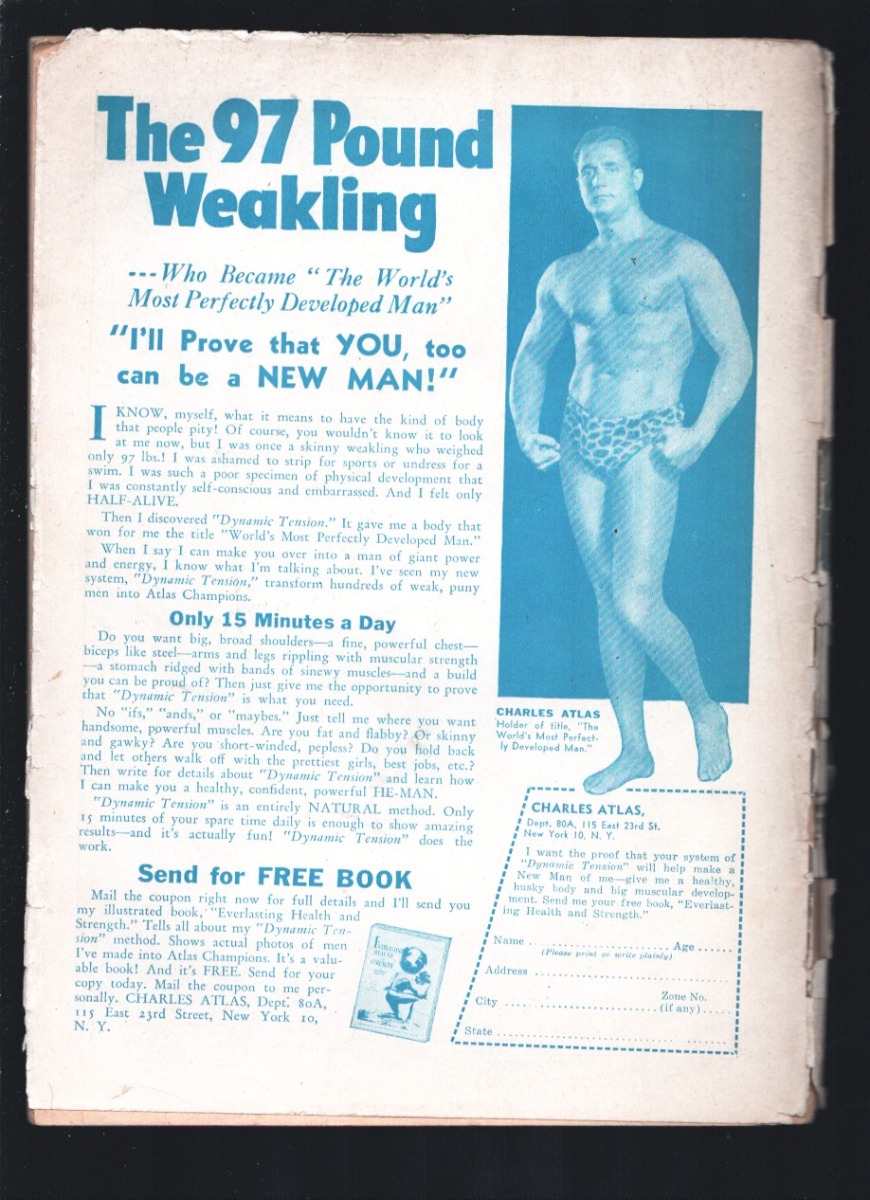 The 97 Pound
Weakling
---Who Became "The World's
Most Perfectly Developed Man"
"I'll Prove that YOU, too
can be a NEW MAN!"
I KNOW, myself, what it means to have the kind of body
that people pity! Of course, you wouldn't know it to look
at me now, but I was once a skinny weakling who weighed
only 97 lbs.! I was ashamed to strip for sports or undress for a
swim. I was such a poor specimen of physical development that
I was constantly self-conscious and embarrassed. And I felt only
HALF-ALIVE.
Then I discovered "Dynamic Tension." It gave me a body that
won for me the title "World's Most Perfectly Developed Man."
When I say I can make you over into a man of giant power
and energy, I know what I'm talking about. I've seen my new
system, "Dynamic Tension," transform hundreds of weak, puny
men into Atlas Champions.
Only 15 Minutes a Day
Do you want big, broad shoulders—a fine, powerful chest—
biceps like steel—arms and legs rippling with muscular strength
—a stomach ridged with bands of sinewy muscles—and a build
you can be proud of? Then just give me the opportunity to prove
that "Dynamic Tension" is what you need.
No "ifs," "ands," or "maybes." Just tell me where you want
handsome, powerful muscles. Are you fat and flabby? Or skinny
and gawky? Are you short-winded, pepless? Do you hold back
and let others walk off with the prettiest girls, best jobs, etc.?
Then write for details about "Dynamic Tension" and learn how
I can make you a healthy, confident, powerful HE-MAN.
"Dynamic Tension" is an entirely NATURAL method. Only
15 minutes of your spare time daily is enough to show amazing
results—and it's actually fun! "Dynamic Tension" does the
work.
Send for FREE BOOK
Mail the coupon right now for full details and I'll send you
my illustrated book, "Everlasting Health and
Strength." Tells all about my "Dynamic Ten-
sion" method. Shows actual photos of men
I've made into Atlas Champions. It's a valu-
able book! And it's FREE. Send for your
copy today. Mail the coupon to me per-
sonally. CHARLES ATLAS, Dept. 80A,
115 East 23rd Street, New York 10,
N. Y.
EVERLASTING
HEALTH
AND
STRENGTH
CHARLES ATLAS
Holder of title, "The
World's Most Perfect-
ly Developed Man."
CHARLES ATLAS,
Dept. 80A, 115 East 23rd St.
New York 10, N. Y.
I want the proof that your system of
"Dynamic Tension" will help make a
New Man of me—give me a healthy,
husky body and big muscular develop-
ment. Send me your free book, "Everlast-
ing Health and Strength."
Name ........................ Age ......
(Please print or write plainly)
Address ........................
Zone No.
City ........................ (if any).....
State ........................